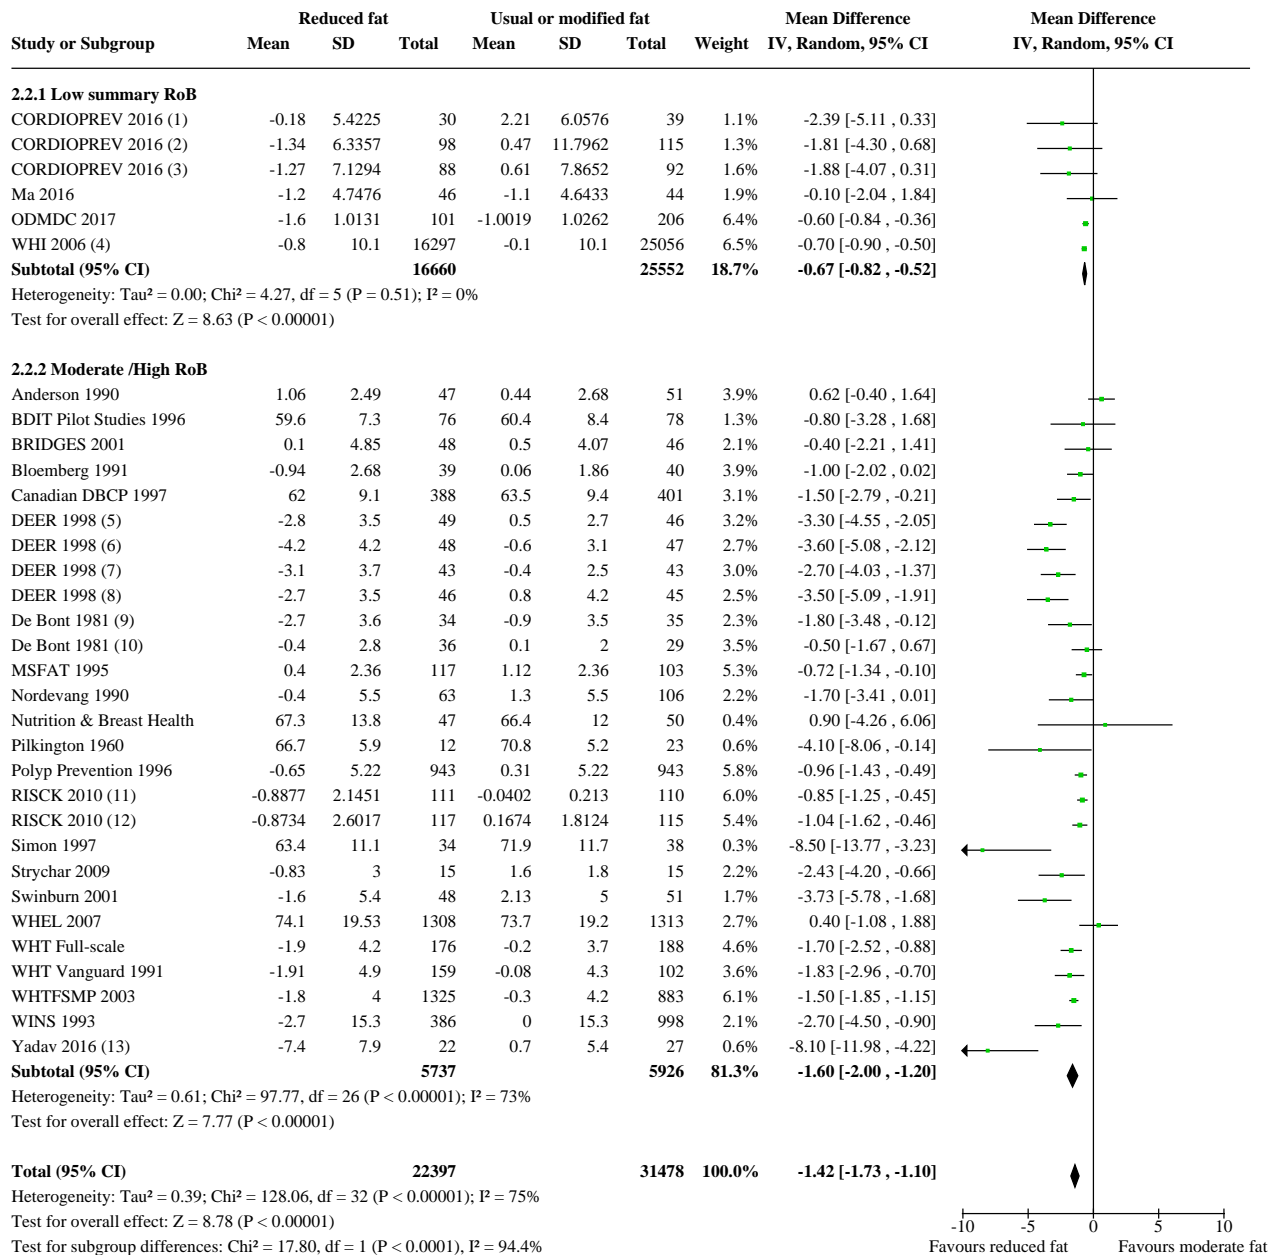 Reduced fat Usual or modified fat Mean Difference Mean Difference
Study or Subgroup Mean SD Total Mean SD Total Weight IV, Random, 95% CI IV, Random, 95% CI
2.2.1 Low summary RoB
CORDIOPREV 2016 (1) -0.18 5.4225 30 2.21 6.0576 39 1.1% -2.39 [-5.11 , 0.33]
CORDIOPREV 2016 (2) -1.34 6.3357 98 0.47 11.7962 115 1.3% -1.81 [-4.30 , 0.68]
CORDIOPREV 2016 (3) -1.27 7.1294 88 0.61 7.8652 92 1.6% -1.88 [-4.07 , 0.31]
Ma 2016 -1.2 4.7476 46 -1.1 4.6433 44 1.9% -0.10 [-2.04 , 1.84]
ODMDC 2017 -1.6 1.0131 101 -1.0019 1.0262 206 6.4% -0.60 [-0.84 , -0.36]
WHI 2006 (4) -0.8 10.1 16297 -0.1 10.1 25056 6.5% -0.70 [-0.90 , -0.50]
Subtotal (95% CI) 16660 25552 18.7% -0.67 [-0.82 , -0.52]
Heterogeneity: Tau² = 0.00; Chi² = 4.27, df = 5 (P = 0.51); I² = 0%
Test for overall effect: Z = 8.63 (P < 0.00001)
2.2.2 Moderate /High RoB
Anderson 1990 1.06 2.49 47 0.44 2.68 51 3.9% 0.62 [-0.40 , 1.64]
BDIT Pilot Studies 1996 59.6 7.3 76 60.4 8.4 78 1.3% -0.80 [-3.28 , 1.68]
BRIDGES 2001 0.1 4.85 48 0.5 4.07 46 2.1% -0.40 [-2.21 , 1.41]
Bloemberg 1991 -0.94 2.68 39 0.06 1.86 40 3.9% -1.00 [-2.02 , 0.02]
Canadian DBCP 1997 62 9.1 388 63.5 9.4 401 3.1% -1.50 [-2.79 , -0.21]
DEER 1998 (5) -2.8 3.5 49 0.5 2.7 46 3.2% -3.30 [-4.55 , -2.05]
DEER 1998 (6) -4.2 4.2 48 -0.6 3.1 47 2.7% -3.60 [-5.08 , -2.12]
DEER 1998 (7) -3.1 3.7 43 -0.4 2.5 43 3.0% -2.70 [-4.03 , -1.37]
DEER 1998 (8) -2.7 3.5 46 0.8 4.2 45 2.5% -3.50 [-5.09 , -1.91]
De Bont 1981 (9) -2.7 3.6 34 -0.9 3.5 35 2.3% -1.80 [-3.48 , -0.12]
De Bont 1981 (10) -0.4 2.8 36 0.1 2 29 3.5% -0.50 [-1.67 , 0.67]
MSFAT 1995 0.4 2.36 117 1.12 2.36 103 5.3% -0.72 [-1.34 , -0.10]
Nordevang 1990 -0.4 5.5 63 1.3 5.5 106 2.2% -1.70 [-3.41 , 0.01]
Nutrition & Breast Health 67.3 13.8 47 66.4 12 50 0.4% 0.90 [-4.26 , 6.06]
Pilkington 1960 66.7 5.9 12 70.8 5.2 23 0.6% -4.10 [-8.06 , -0.14]
Polyp Prevention 1996 -0.65 5.22 943 0.31 5.22 943 5.8% -0.96 [-1.43 , -0.49]
RISCK 2010 (11) -0.8877 2.1451 111 -0.0402 0.213 110 6.0% -0.85 [-1.25 , -0.45]
RISCK 2010 (12) -0.8734 2.6017 117 0.1674 1.8124 115 5.4% -1.04 [-1.62 , -0.46]
Simon 1997 63.4 11.1 34 71.9 11.7 38 0.3% -8.50 [-13.77 , -3.23]
Strychar 2009 -0.83 3 15 1.6 1.8 15 2.2% -2.43 [-4.20 , -0.66]
Swinburn 2001 -1.6 5.4 48 2.13 5 51 1.7% -3.73 [-5.78 , -1.68]
WHEL 2007 74.1 19.53 1308 73.7 19.2 1313 2.7% 0.40 [-1.08 , 1.88]
WHT Full-scale -1.9 4.2 176 -0.2 3.7 188 4.6% -1.70 [-2.52 , -0.88]
WHT Vanguard 1991 -1.91 4.9 159 -0.08 4.3 102 3.6% -1.83 [-2.96 , -0.70]
WHTFSMP 2003 -1.8 4 1325 -0.3 4.2 883 6.1% -1.50 [-1.85 , -1.15]
WINS 1993 -2.7 15.3 386 0 15.3 998 2.1% -2.70 [-4.50 , -0.90]
Yadav 2016 (13) -7.4 7.9 22 0.7 5.4 27 0.6% -8.10 [-11.98 , -4.22]
Subtotal (95% CI) 5737 5926 81.3% -1.60 [-2.00 , -1.20]
Heterogeneity: Tau² = 0.61; Chi² = 97.77, df = 26 (P < 0.00001); I² = 73%
Test for overall effect: Z = 7.77 (P < 0.00001)
Total (95% CI) 22397 31478 100.0% -1.42 [-1.73 , -1.10]
Heterogeneity: Tau² = 0.39; Chi² = 128.06, df = 32 (P < 0.00001); I² = 75%
Test for overall effect: Z = 8.78 (P < 0.00001) -10 -5 0 5 10
Test for subgroup differences: Chi² = 17.80, df = 1 (P < 0.0001), I² = 94.4% Favours reduced fat Favours moderate fat